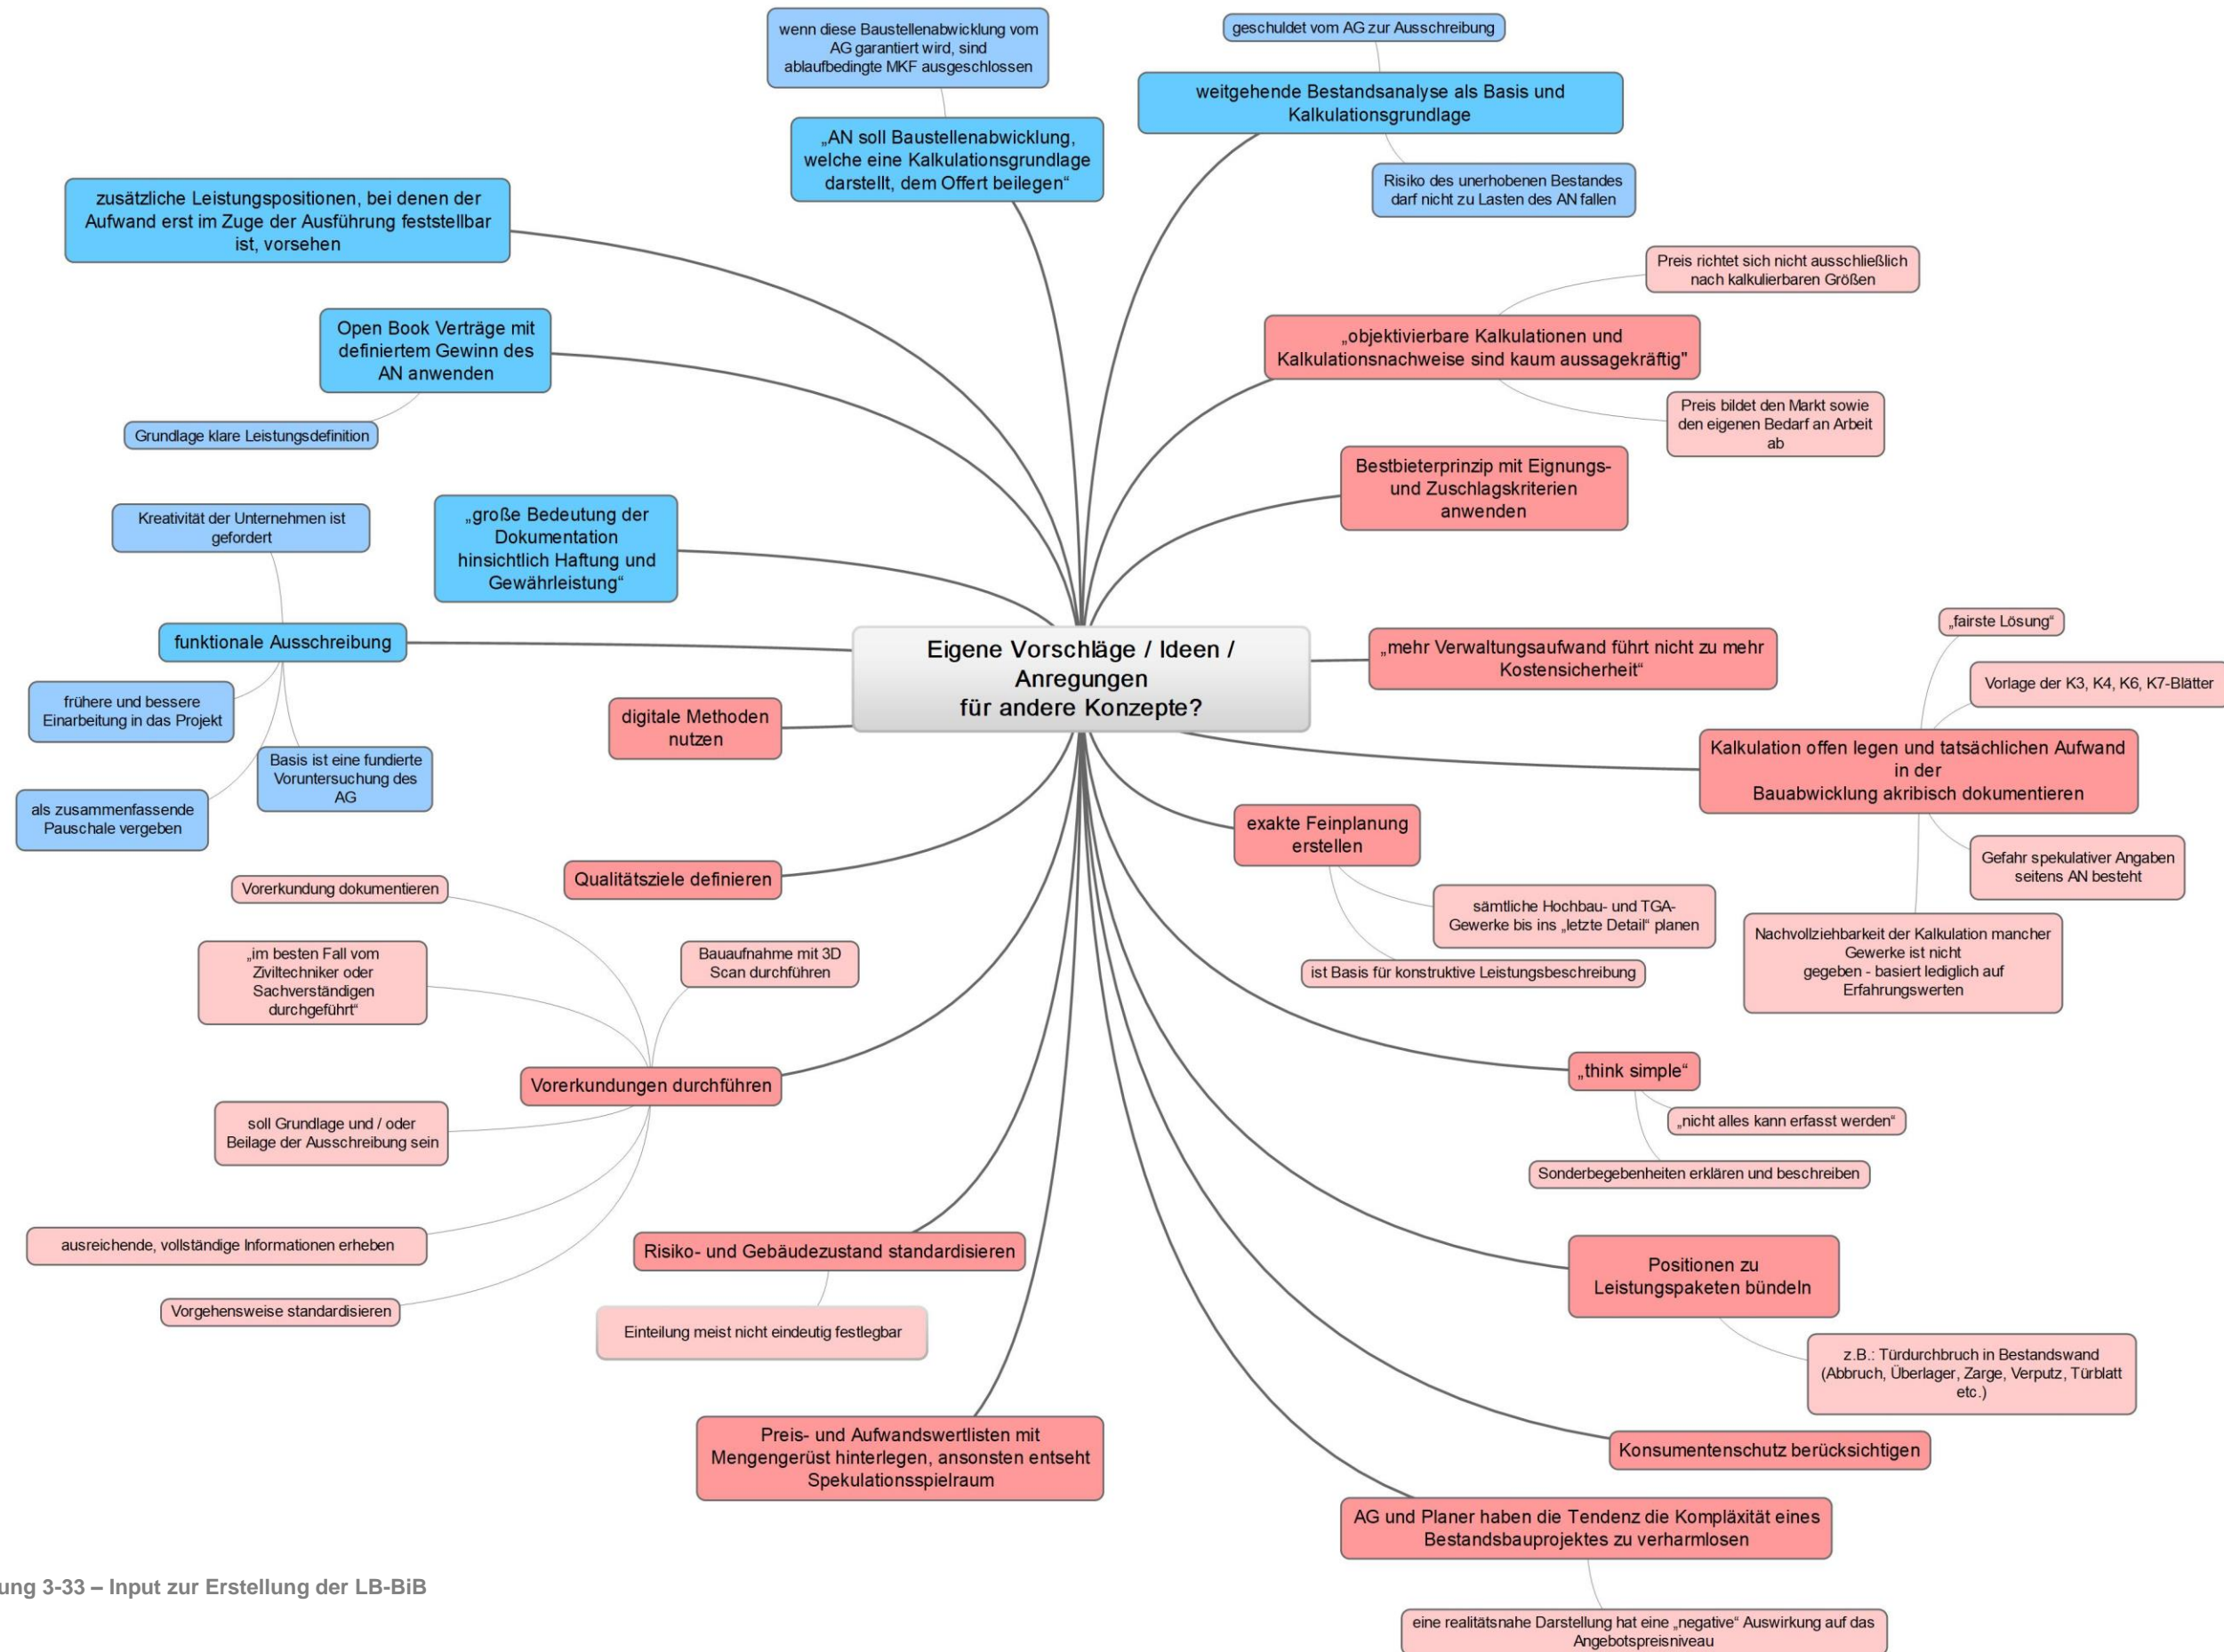 wenn diese Baustellenabwicklung vom
AG garantiert wird, sind
ablaufbedingte MKF ausgeschlossen
geschuldet vom AG zur Ausschreibung
weitgehende Bestandsanalyse als Basis und
Kalkulationsgrundlage
„AN soll Baustellenabwicklung,
welche eine Kalkulationsgrundlage
darstellt, dem Offert beilegen“
Risiko des unerhobenen Bestandes
darf nicht zu Lasten des AN fallen
zusätzliche Leistungspositionen, bei denen der
Aufwand erst im Zuge der Ausführung feststellbar
ist, vorsehen
Preis richtet sich nicht ausschließlich
nach kalkulierbaren Größen
Open Book Verträge mit
definiertem Gewinn des
AN anwenden
„objektivierbare Kalkulationen und
Kalkulationsnachweise sind kaum aussagekräftig"
Grundlage klare Leistungsdefinition
Preis bildet den Markt sowie
den eigenen Bedarf an Arbeit
ab
Bestbieterprinzip mit Eignungs-
und Zuschlagskriterien
anwenden
Kreativität der Unternehmen ist
gefordert
„große Bedeutung der
Dokumentation
hinsichtlich Haftung und
Gewährleistung“
funktionale Ausschreibung
Eigene Vorschläge / Ideen /
Anregungen
für andere Konzepte?
„mehr Verwaltungsaufwand führt nicht zu mehr
Kostensicherheit“
„fairste Lösung“
Vorlage der K3, K4, K6, K7-Blätter
frühere und bessere
Einarbeitung in das Projekt
digitale Methoden
nutzen
Kalkulation offen legen und tatsächlichen Aufwand
in der
Bauabwicklung akribisch dokumentieren
Basis ist eine fundierte
Voruntersuchung des
AG
als zusammenfassende
Pauschale vergeben
exakte Feinplanung
erstellen
Gefahr spekulativer Angaben
seitens AN besteht
Qualitätsziele definieren
Vorerkundung dokumentieren
sämtliche Hochbau- und TGA-
Gewerke bis ins „letzte Detail“ planen
Nachvollziehbarkeit der Kalkulation mancher
Gewerke ist nicht
gegeben - basiert lediglich auf
Erfahrungswerten
„im besten Fall vom
Ziviltechniker oder
Sachverständigen
durchgeführt“
Bauaufnahme mit 3D
Scan durchführen
ist Basis für konstruktive Leistungsbeschreibung
Vorerkundungen durchführen
„think simple“
„nicht alles kann erfasst werden“
soll Grundlage und / oder
Beilage der Ausschreibung sein
Sonderbegebenheiten erklären und beschreiben
ausreichende, vollständige Informationen erheben
Risiko- und Gebäudezustand standardisieren
Positionen zu
Leistungspaketen bündeln
Vorgehensweise standardisieren
Einteilung meist nicht eindeutig festlegbar
z.B.: Türdurchbruch in Bestandswand
(Abbruch, Überlager, Zarge, Verputz, Türblatt
etc.)
Preis- und Aufwandswertlisten mit
Mengengerüst hinterlegen, ansonsten entseht
Spekulationsspielraum
Konsumentenschutz berücksichtigen
AG und Planer haben die Tendenz die Kompläxität eines
Bestandsbauprojektes zu verharmlosen
ung 3-33 – Input zur Erstellung der LB-BiB
eine realitätsnahe Darstellung hat eine „negative“ Auswirkung auf das
Angebotspreisniveau